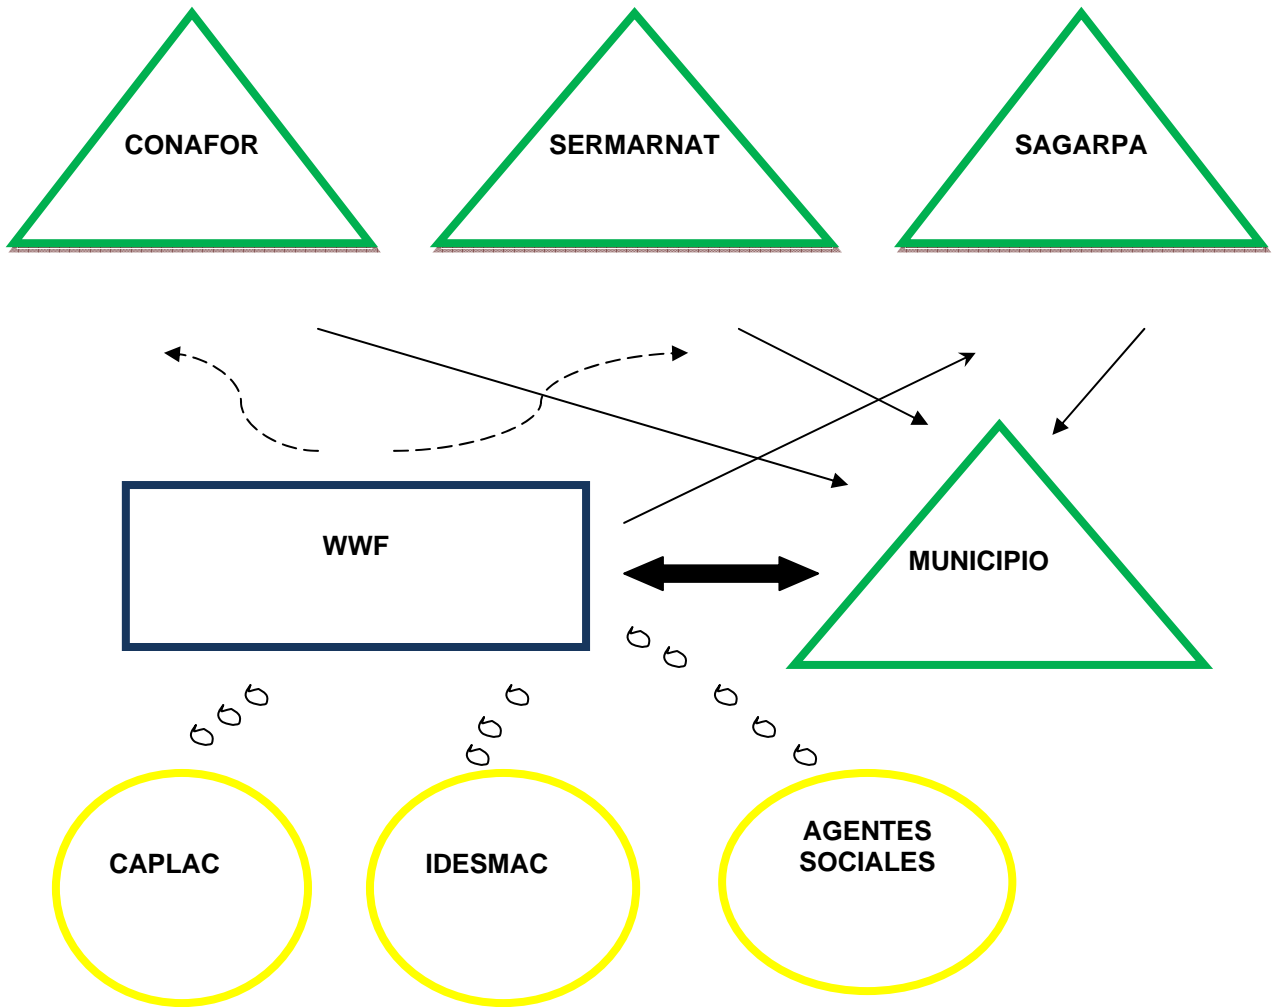 CONAFOR
SERMARNAT
SAGARPA
WWF
MUNICIPIO
CAPLAC
IDESMAC
AGENTES
SOCIALES